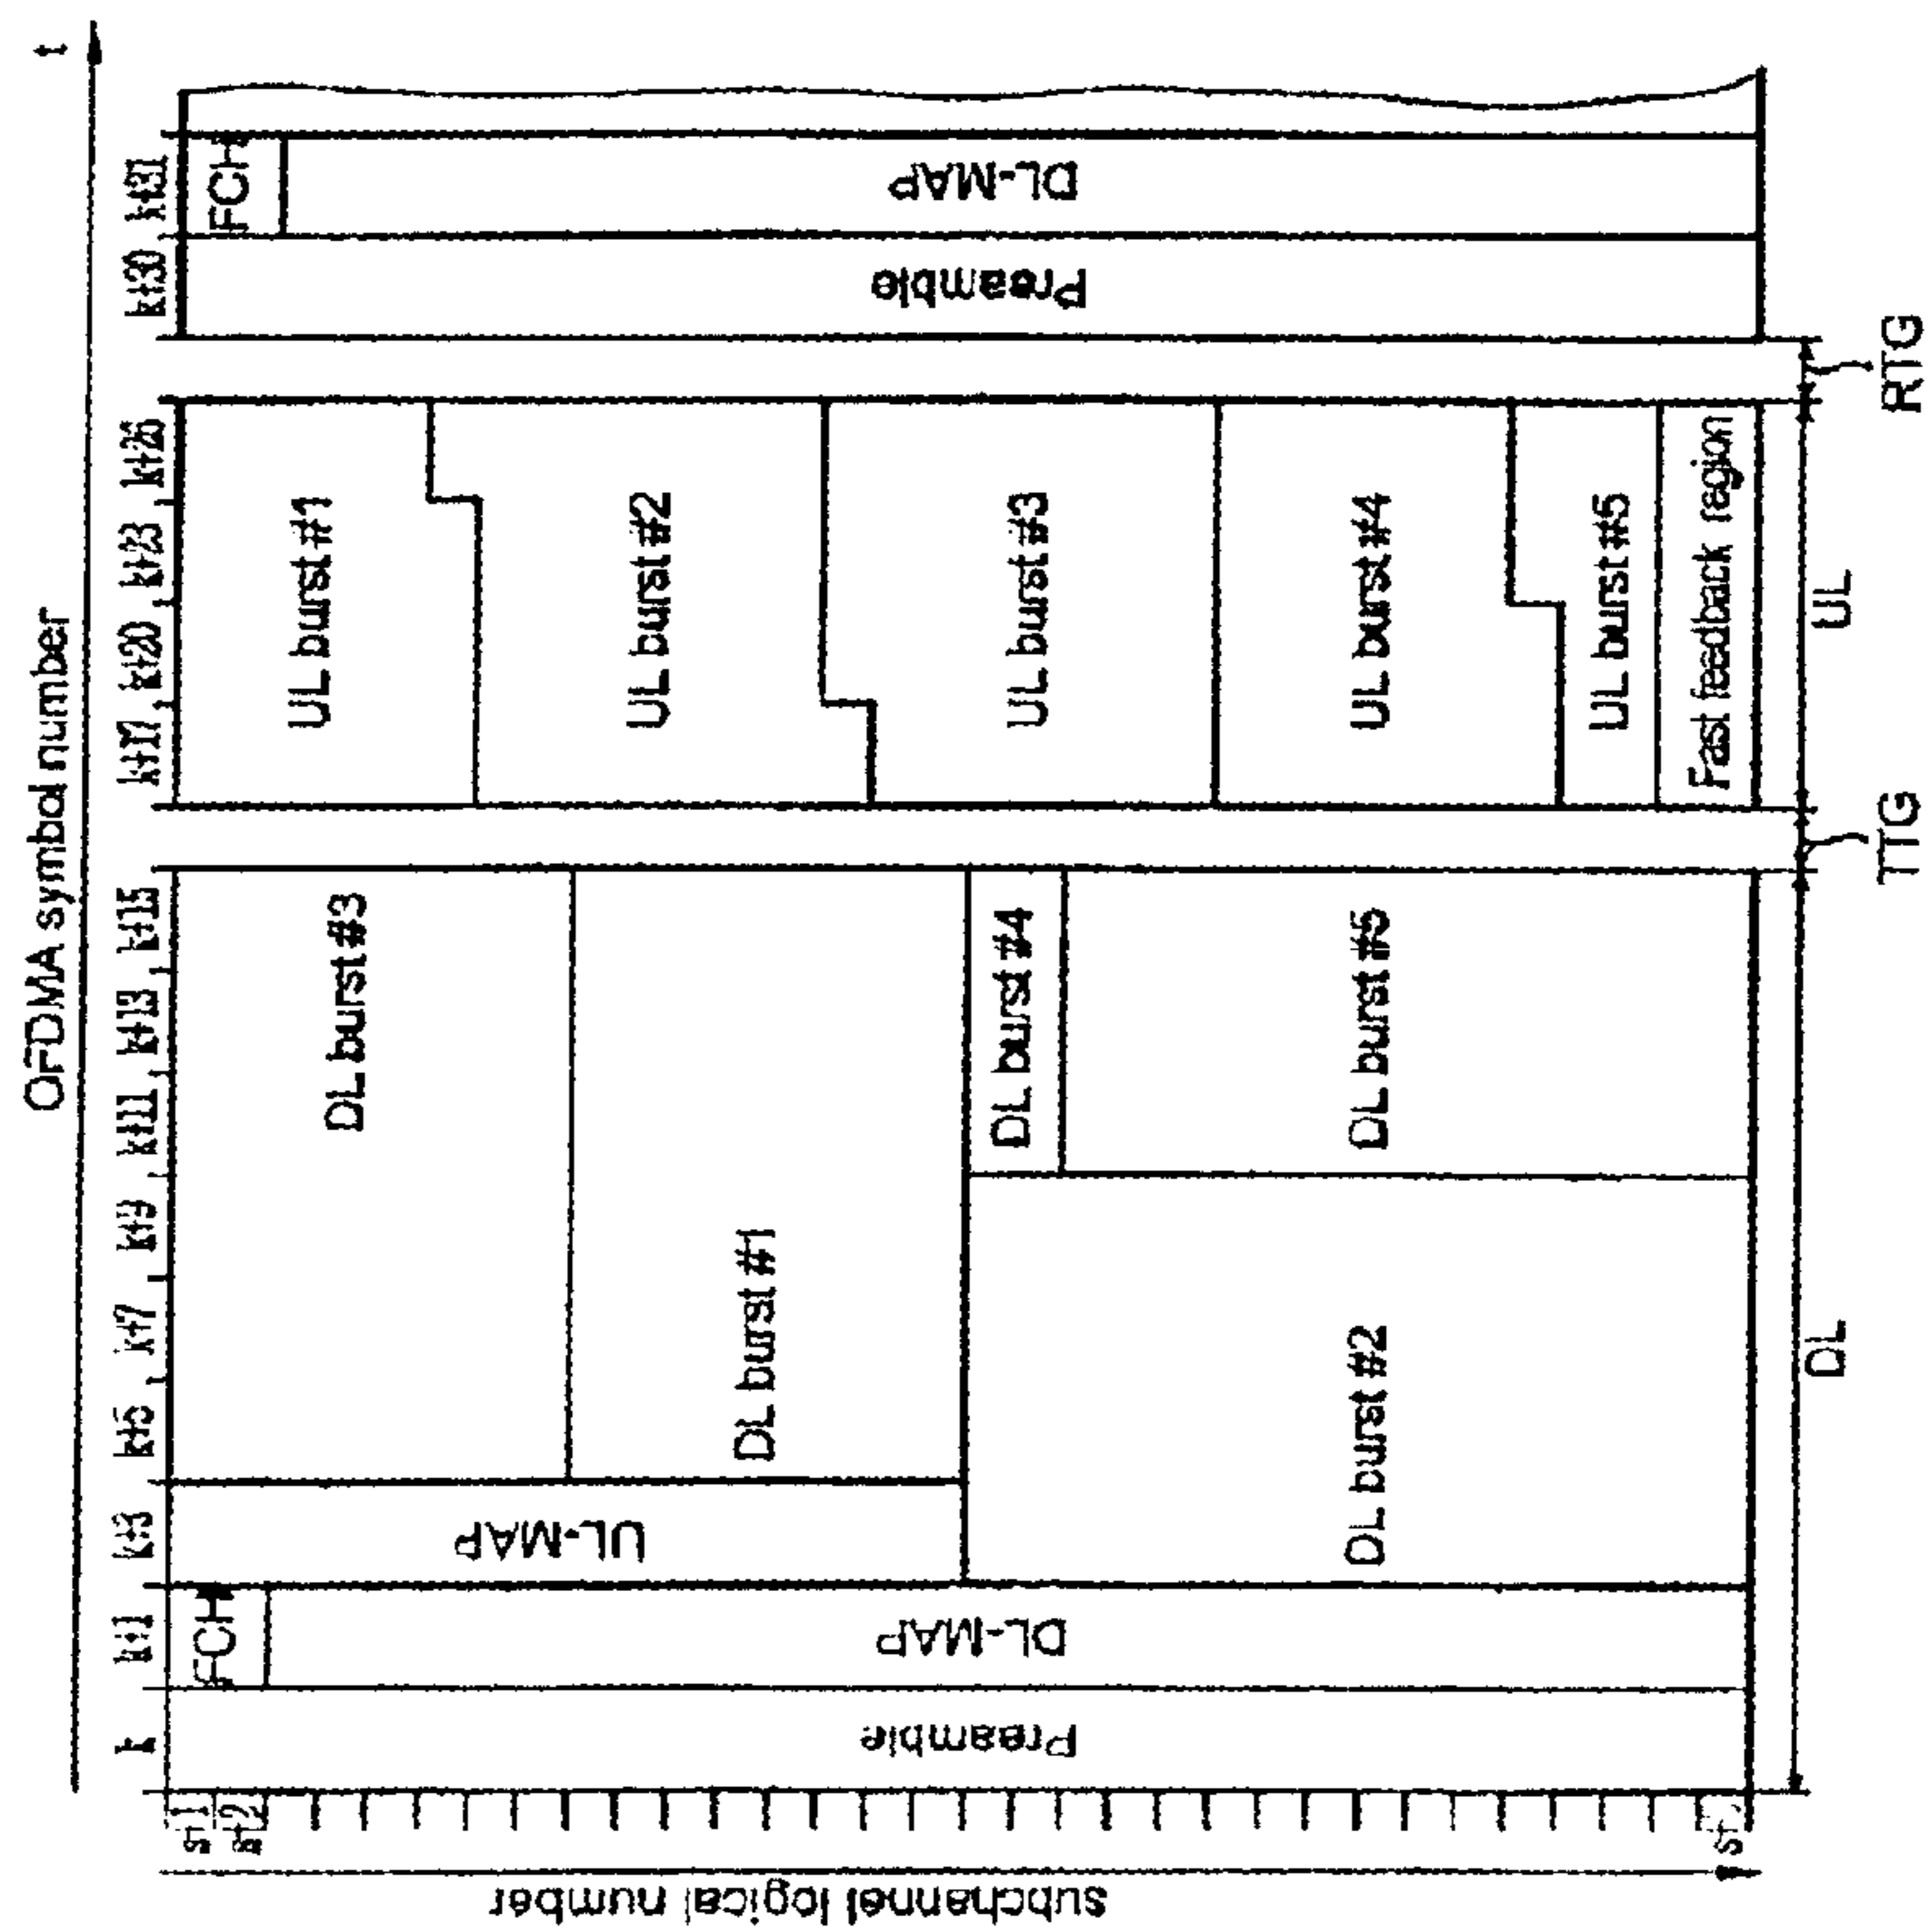 OFDMA symbol number
t
k
k+1
k+3
k+5
k+7
k+9
k+11
k+13
k+15
k+17
k+20
k+23
k+26
k+30
k+31
subchannel logical number
s+1
s+2
Preamble
FCH
DL-MAP
UL-MAP
DL burst #3
DL burst #1
DL burst #2
DL burst #4
DL burst #5
UL burst #1
UL burst #2
UL burst #3
UL burst #4
UL burst #5
Fast feedback region
Preamble
FCH
DL-MAP
DL
TTG
UL
RTG